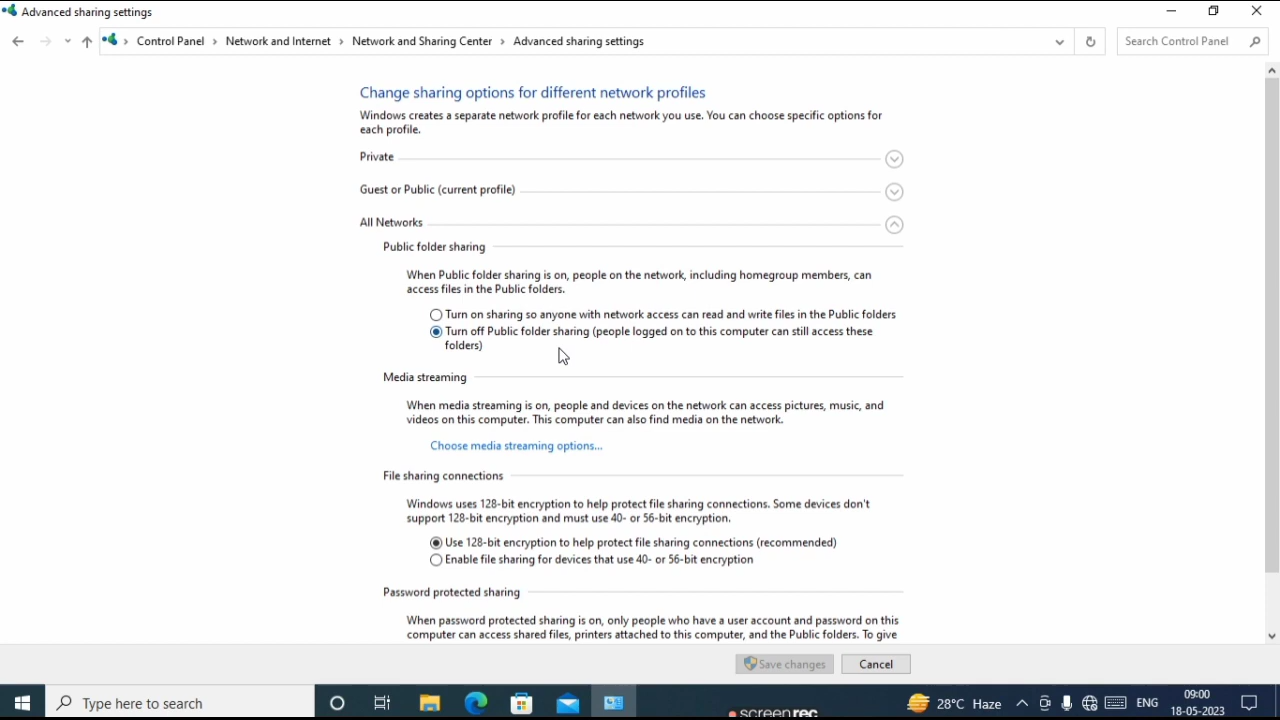 Advanced sharing settings
Control Panel › Network and Internet › Network and Sharing Center › Advanced sharing settings
Search Control Panel
Change sharing options for different network profiles
Windows creates a separate network profile for each network you use. You can choose specific options for
each profile.
Private
Guest or Public (current profile)
All Networks
Public folder sharing
When Public folder sharing is on, people on the network, including homegroup members, can
access files in the Public folders.
Turn on sharing so anyone with network access can read and write files in the Public folders
Turn off Public folder sharing (people logged on to this computer can still access these
folders)
Media streaming
When media streaming is on, people and devices on the network can access pictures, music, and
videos on this computer. This computer can also find media on the network.
Choose media streaming options...
File sharing connections
Windows uses 128-bit encryption to help protect file sharing connections. Some devices don't
support 128-bit encryption and must use 40- or 56-bit encryption.
Use 128-bit encryption to help protect file sharing connections (recommended)
Enable file sharing for devices that use 40- or 56-bit encryption
Password protected sharing
When password protected sharing is on, only people who have a user account and password on this
computer can access shared files, printers attached to this computer, and the Public folders. To give
Save changes
Cancel
Type here to search
28°C Haze
ENG
09:00
18-05-2023
screenrec